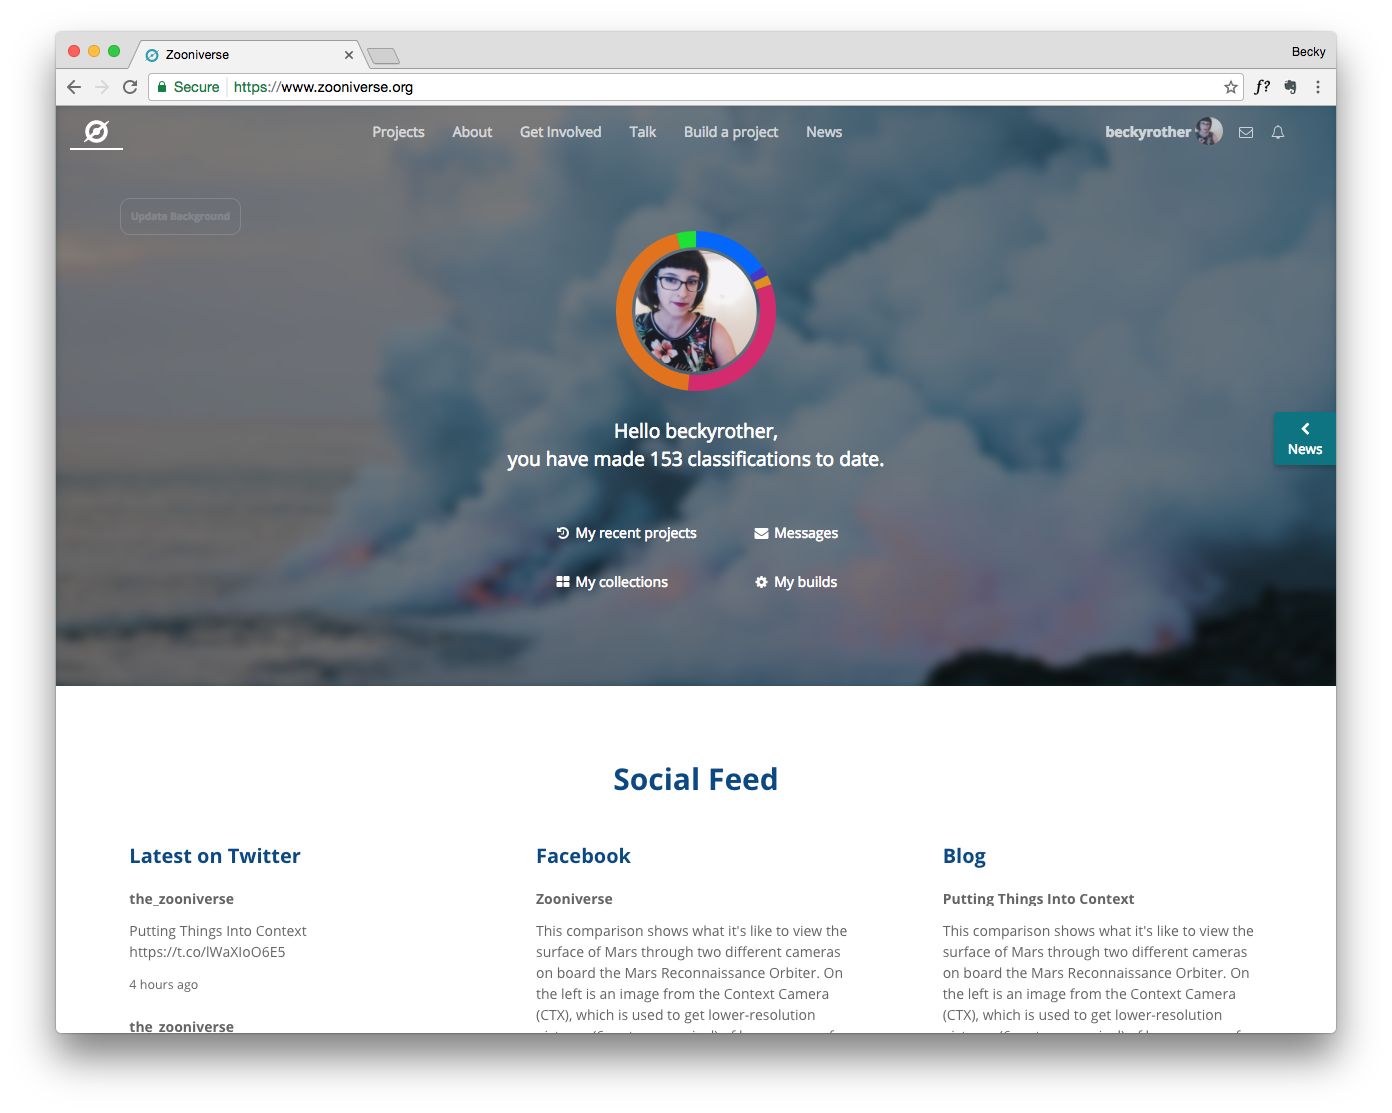 Zooniverse
Becky
Secure https://www.zooniverse.org
f?
Projects About Get Involved Talk Build a project News
beckyrother
Update Background
Hello beckyrother,
you have made 153 classifications to date.
News
My recent projects
Messages
My collections
My builds
Social Feed
Latest on Twitter
the_zooniverse
Putting Things Into Context
https://t.co/lWaXIoO6E5
4 hours ago
the_zooniverse
Facebook
Zooniverse
This comparison shows what it's like to view the
surface of Mars through two different cameras
on board the Mars Reconnaissance Orbiter. On
the left is an image from the Context Camera
(CTX), which is used to get lower-resolution
Blog
Putting Things Into Context
This comparison shows what it's like to view the
surface of Mars through two different cameras
on board the Mars Reconnaissance Orbiter. On
the left is an image from the Context Camera
(CTX), which is used to get lower-resolution